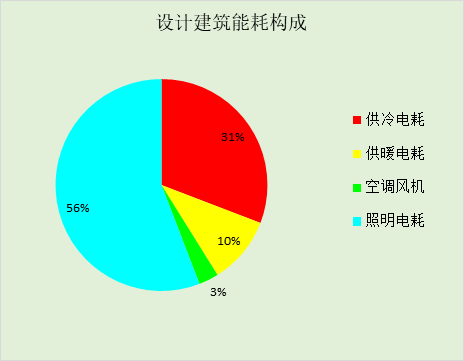 设计建筑能耗构成
31%
供冷电耗
供暖电耗
空调风机
56%
照明电耗
10%
3%